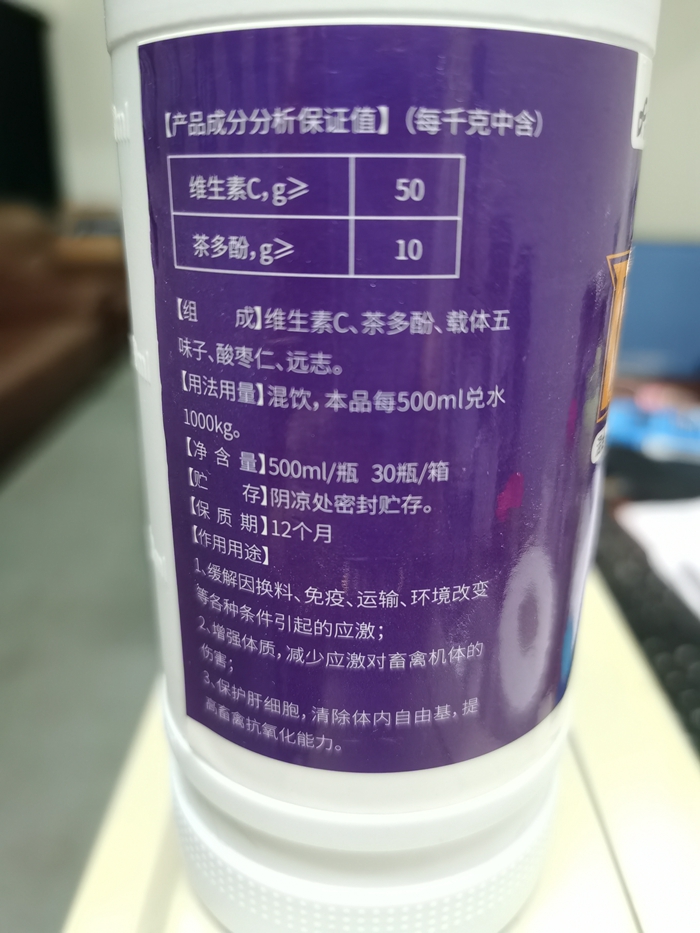 【产品成分分析保证值】(每千克中含)
维生素C,g≥ 50
茶多酚,g≥ 10
【组 成】维生素C、茶多酚、载体五
味子、酸枣仁、远志。
【用法用量】混饮,本品每500ml兑水
1000kg。
【净 含 量】500ml/瓶 30瓶/箱
【贮 存】阴凉处密封贮存。
【保 质 期】12个月
【作用用途】
1、缓解因换料、免疫、运输、环境改变
等各种条件引起的应激;
2、增强体质,减少应激对畜禽机体的
伤害;
3、保护肝细胞,清除体内自由基,提
高畜禽抗氧化能力。